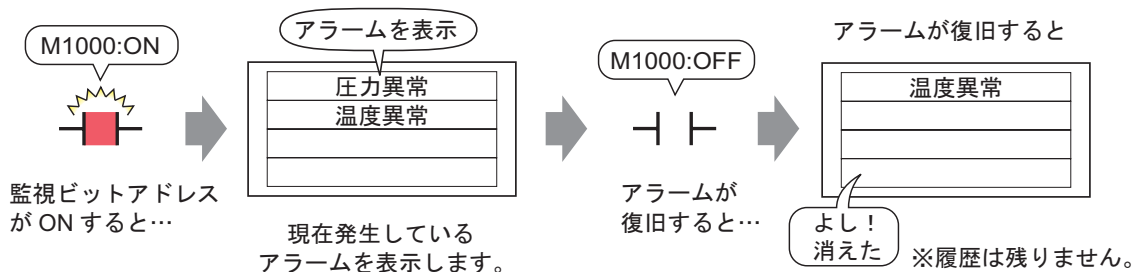 M1000:ON
監視ビットアドレス
が ON すると…
アラームを表示
圧力異常
温度異常
現在発生している
アラームを表示します。
M1000:OFF
アラームが
復旧すると…
アラームが復旧すると
温度異常
よし！
消えた
※履歴は残りません。